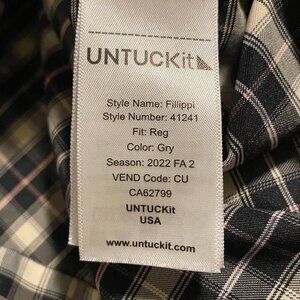 UNTUCKit
Style Name: Fillippi
Style Number: 41241
Fit: Reg
Color: Gry
Season: 2022 FA 2
VEND Code: CU
CA62799
UNTUCKit
USA
www.untuckit.com